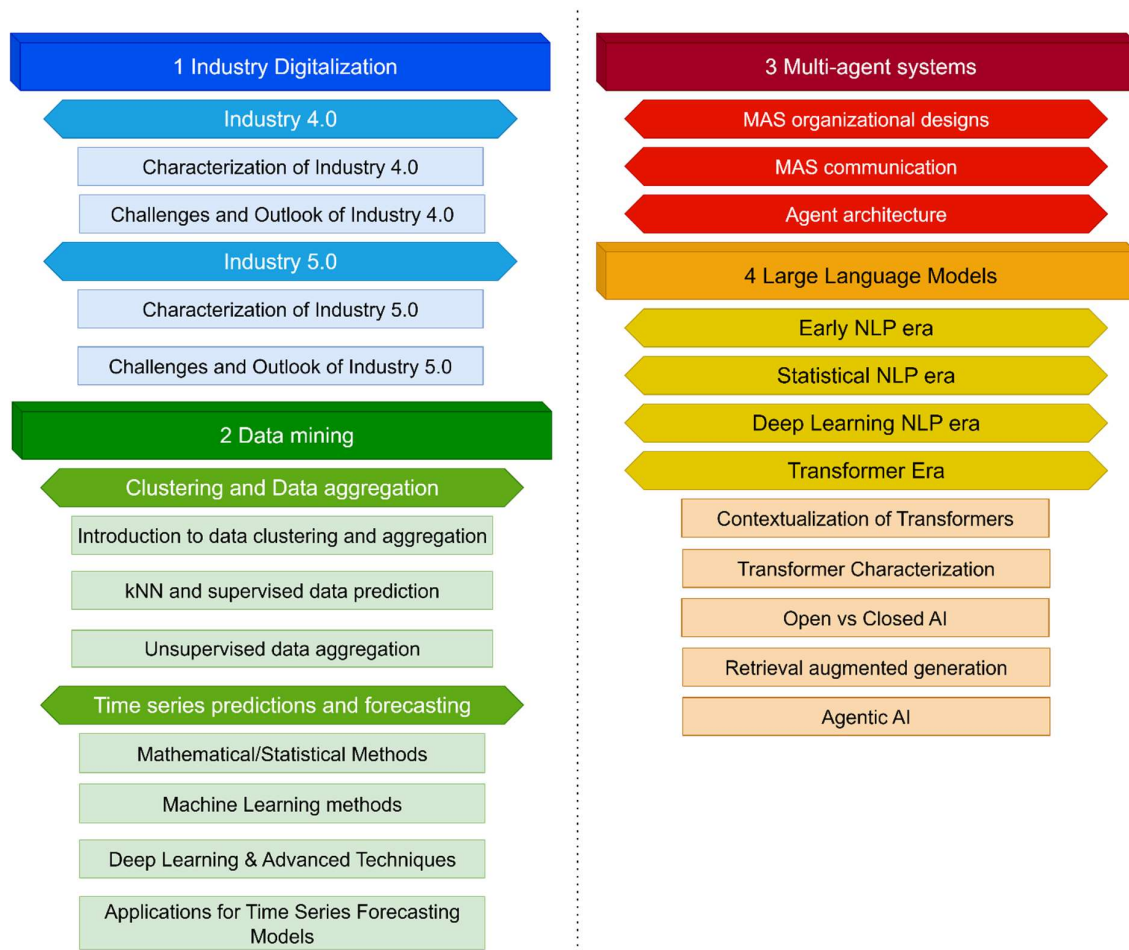 1 Industry Digitalization
Industry 4.0
Characterization of Industry 4.0
Challenges and Outlook of Industry 4.0
Industry 5.0
Characterization of Industry 5.0
Challenges and Outlook of Industry 5.0
2 Data mining
Clustering and Data aggregation
Introduction to data clustering and aggregation
kNN and supervised data prediction
Unsupervised data aggregation
Time series predictions and forecasting
Mathematical/Statistical Methods
Machine Learning methods
Deep Learning & Advanced Techniques
Applications for Time Series Forecasting
Models
3 Multi-agent systems
MAS organizational designs
MAS communication
Agent architecture
4 Large Language Models
Early NLP era
Statistical NLP era
Deep Learning NLP era
Transformer Era
Contextualization of Transformers
Transformer Characterization
Open vs Closed AI
Retrieval augmented generation
Agentic AI